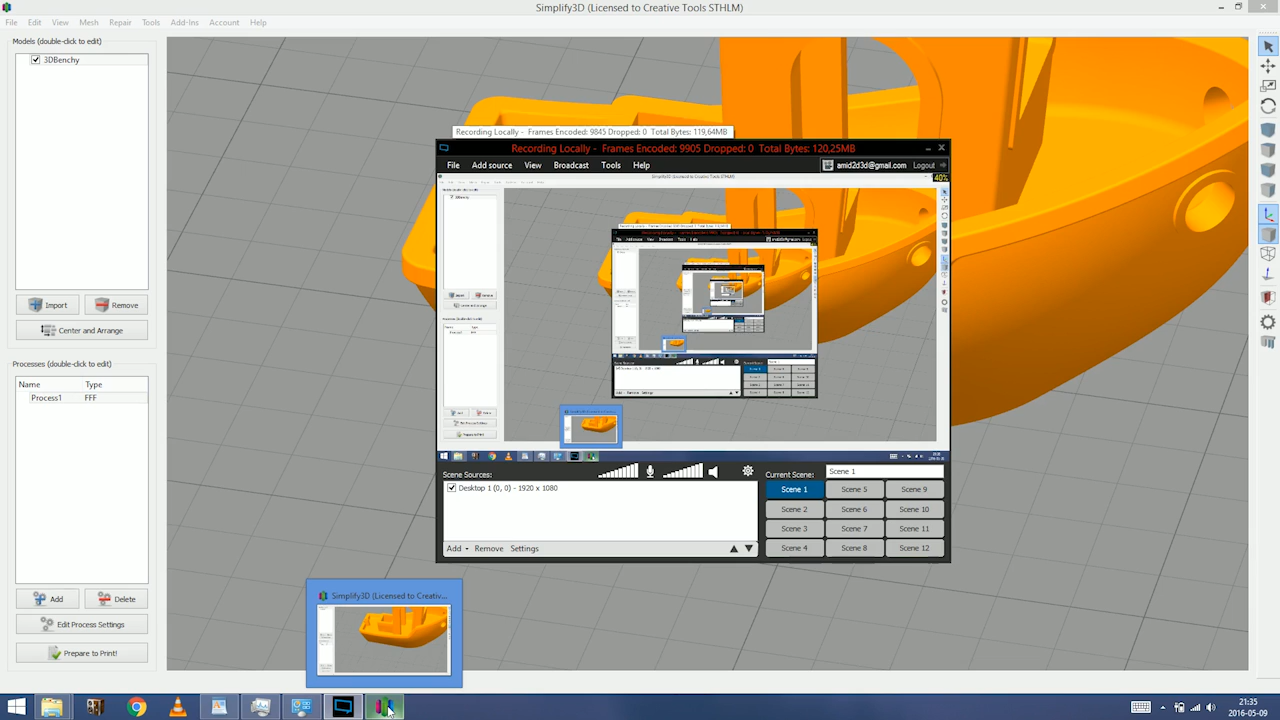 Simplify3D (Licensed to Creative Tools STHLM)
File Edit View Mesh Repair Tools Add-Ins Account Help
Models (double-click to edit)
3DBenchy
Import Remove
Center and Arrange
Processes (double-click to edit)
Name Type
Process1 FFF
Add Delete
Edit Process Settings
Prepare to Print!
Recording Locally - Frames Encoded: 9845 Dropped: 0 Total Bytes: 119,64MB
Recording Locally - Frames Encoded: 9905 Dropped: 0 Total Bytes: 120,25MB
File Add source View Broadcast Tools Help amid2d3d@gmail.com Logout
40%
Simplify3D (Licensed to Creative Tools STHLM)
Scene Sources: Current Scene: Scene 1
Desktop 1 (0, 0) - 1920 x 1080
Scene 1 Scene 5 Scene 9
Scene 2 Scene 6 Scene 10
Scene 3 Scene 7 Scene 11
Scene 4 Scene 8 Scene 12
Add Remove Settings
Simplify3D (Licensed to Creativ...
21:35
2016-05-09